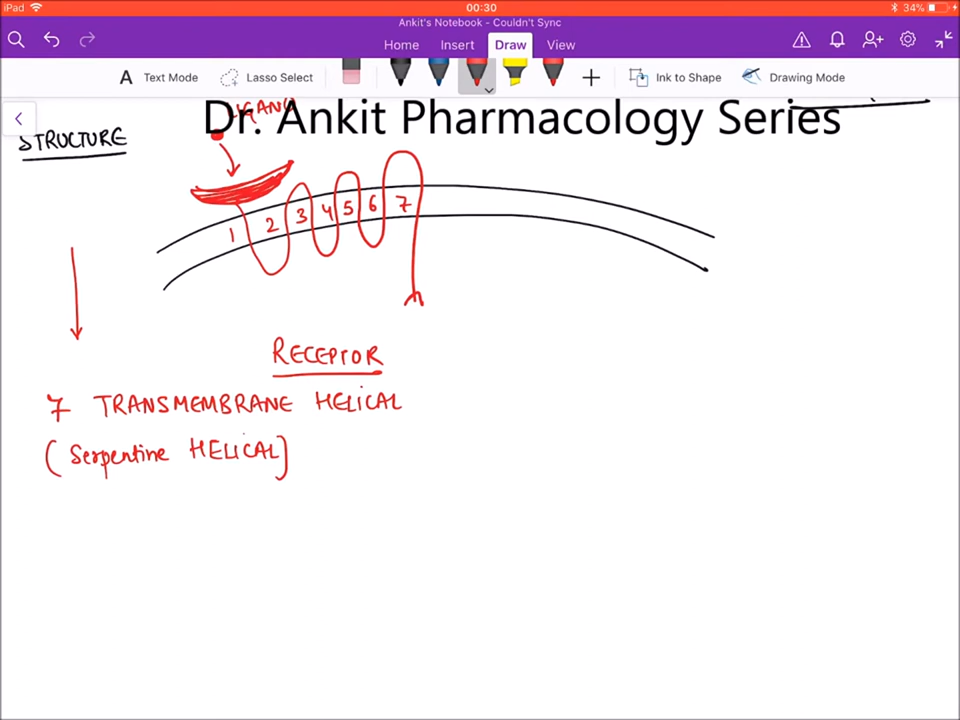 iPad 00:30 34%
Ankit's Notebook - Couldn't Sync
Home Insert Draw View
A Text Mode Lasso Select Ink to Shape Drawing Mode
LIGAND
Dr. Ankit Pharmacology Series
STRUCTURE
1 2 3 4 5 6 7
RECEPTOR
7 TRANSMEMBRANE HELICAL
(Serpentine HELICAL)